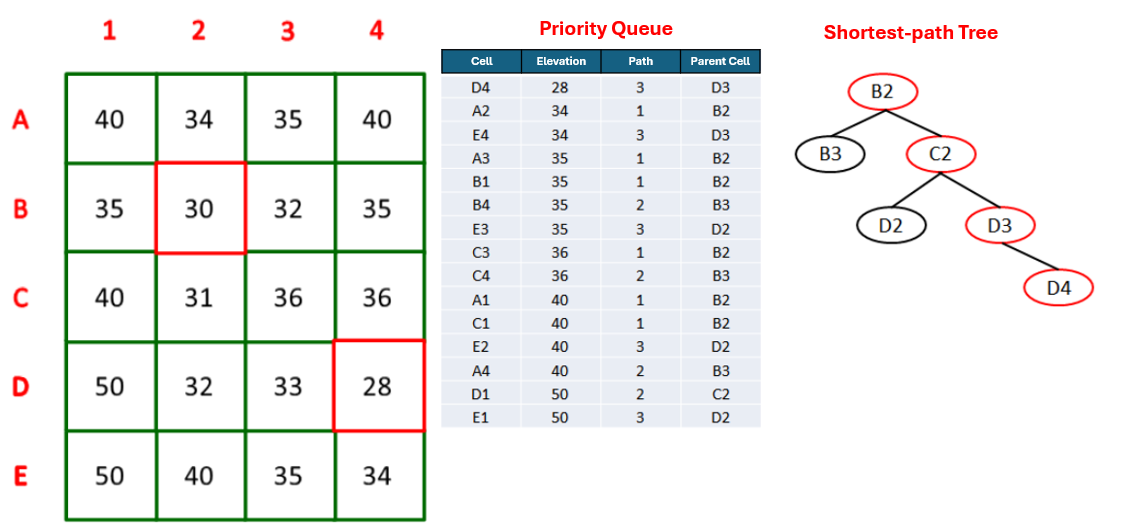 1 2 3 4
A 40 34 35 40
B 35 30 32 35
C 40 31 36 36
D 50 32 33 28
E 50 40 35 34
Priority Queue
Cell Elevation Path Parent Cell
D4 28 3 D3
A2 34 1 B2
E4 34 3 D3
A3 35 1 B2
B1 35 1 B2
B4 35 2 B3
E3 35 3 D2
C3 36 1 B2
C4 36 2 B3
A1 40 1 B2
C1 40 1 B2
E2 40 3 D2
A4 40 2 B3
D1 50 2 C2
E1 50 3 D2
Shortest-path Tree
B2
B3 C2
D2 D3
D4